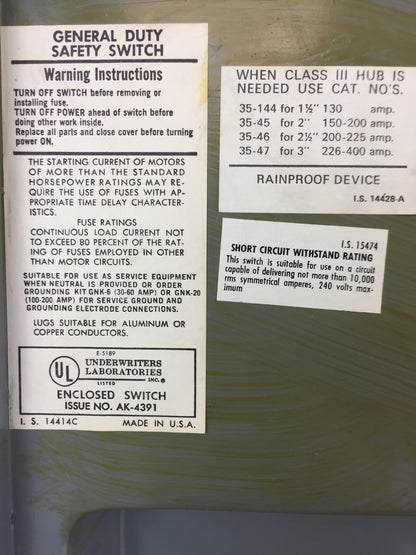 GENERAL DUTY
SAFETY SWITCH
Warning Instructions
TURN OFF SWITCH before removing or
installing fuse.
TURN OFF POWER ahead of switch before
doing other work inside.
Replace all parts and close cover before turning
power ON.
THE STARTING CURRENT OF MOTORS
OF MORE THAN THE STANDARD
HORSEPOWER RATINGS MAY RE-
QUIRE THE USE OF FUSES WITH AP-
PROPRIATE TIME DELAY CHARACTER-
ISTICS.
FUSE RATINGS
CONTINUOUS LOAD CURRENT NOT
TO EXCEED 80 PERCENT OF THE RAT-
ING OF FUSES EMPLOYED IN OTHER
THAN MOTOR CIRCUITS.
SUITABLE FOR USE AS SERVICE EQUIPMENT
WHEN NEUTRAL IS PROVIDED OR ORDER
GROUNDING KIT GNK-6 (30-60 AMP) OR GNK-20
(100-200 AMP) FOR SERVICE GROUND AND
GROUNDING ELECTRODE CONNECTIONS.
LUGS SUITABLE FOR ALUMINUM OR
COPPER CONDUCTORS.
E-5189
UL UNDERWRITERS
LABORATORIES
INC.®
LISTED
ENCLOSED SWITCH
ISSUE NO. AK-4391
I. S. 14414C MADE IN U.S.A.
WHEN CLASS III HUB IS
NEEDED USE CAT. NO'S.
35-144 for 1½" 130 amp.
35-45 for 2" 150-200 amp.
35-46 for 2½" 200-225 amp.
35-47 for 3" 226-400 amp.
RAINPROOF DEVICE
I.S. 14428-A
I.S. 15474
SHORT CIRCUIT WITHSTAND RATING
This switch is suitable for use on a circuit
capable of delivering not more than 10,000
rms symmetrical amperes, 240 volts max-
imum